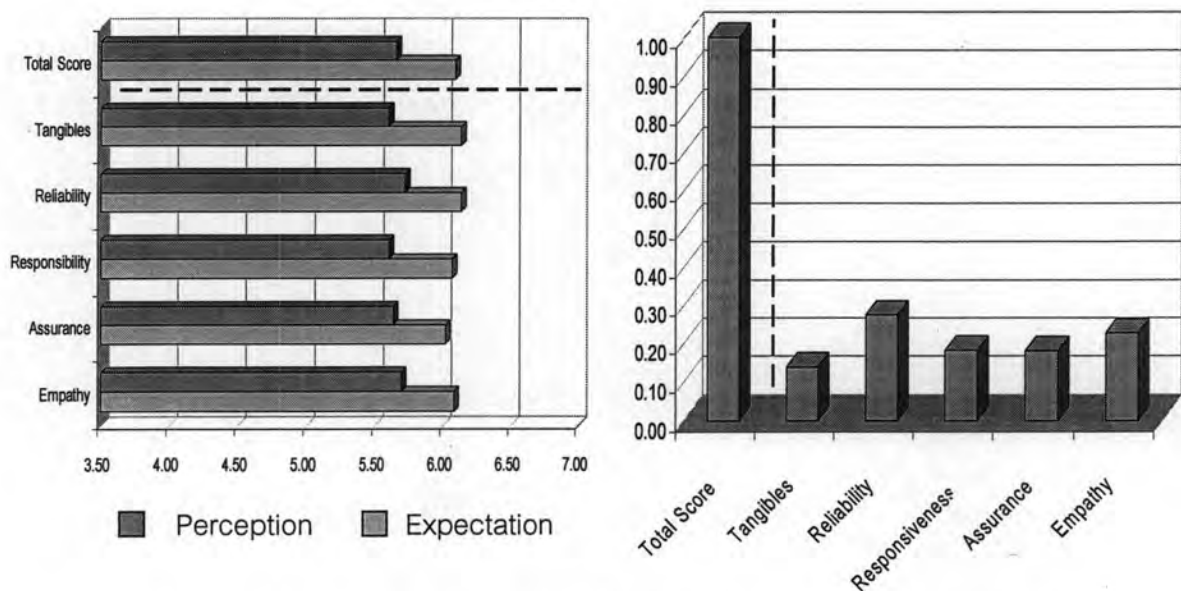 Total Score
Tangibles
Reliability
Responsibility
Assurance
Empathy
3.50 4.00 4.50 5.00 5.50 6.00 6.50 7.00
Perception Expectation
1.00
0.90
0.80
0.70
0.60
0.50
0.40
0.30
0.20
0.10
0.00
Total Score
Tangibles
Reliability
Responsiveness
Assurance
Empathy